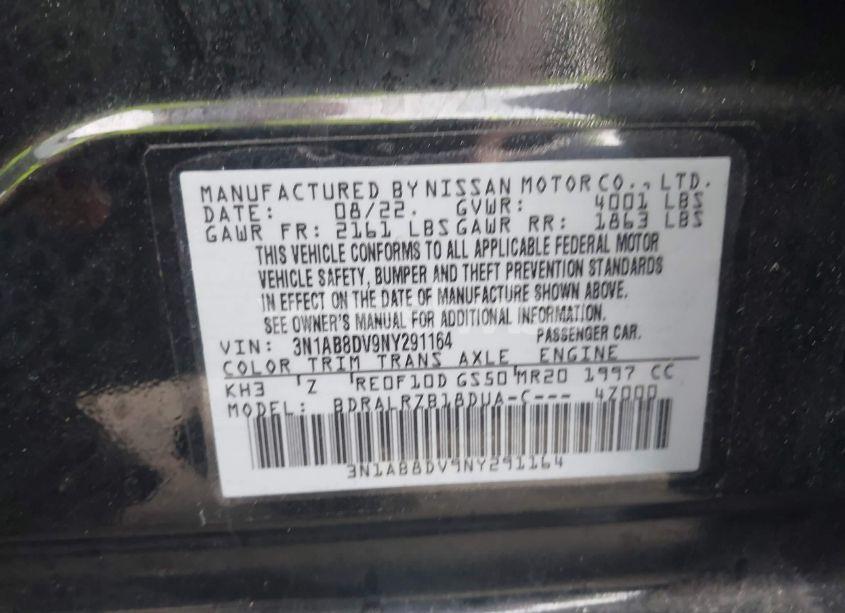 MANUFACTURED BY NISSAN MOTOR CO., LTD.
DATE: 08/22. GVWR: 4001 LBS
GAWR FR: 2161 LBS GAWR RR: 1863 LBS
THIS VEHICLE CONFORMS TO ALL APPLICABLE FEDERAL MOTOR
VEHICLE SAFETY, BUMPER AND THEFT PREVENTION STANDARDS
IN EFFECT ON THE DATE OF MANUFACTURE SHOWN ABOVE.
SEE OWNER'S MANUAL FOR ADDITIONAL INFORMATION.
VIN: 3N1AB8DV9NY291164 PASSENGER CAR.
COLOR TRIM TRANS AXLE ENGINE
KH3 Z RE0F10D GS50 MR20 1997 CC
MODEL: BDRALRZB18DUA-C--- 4Z000
3N1AB8DV9NY291164